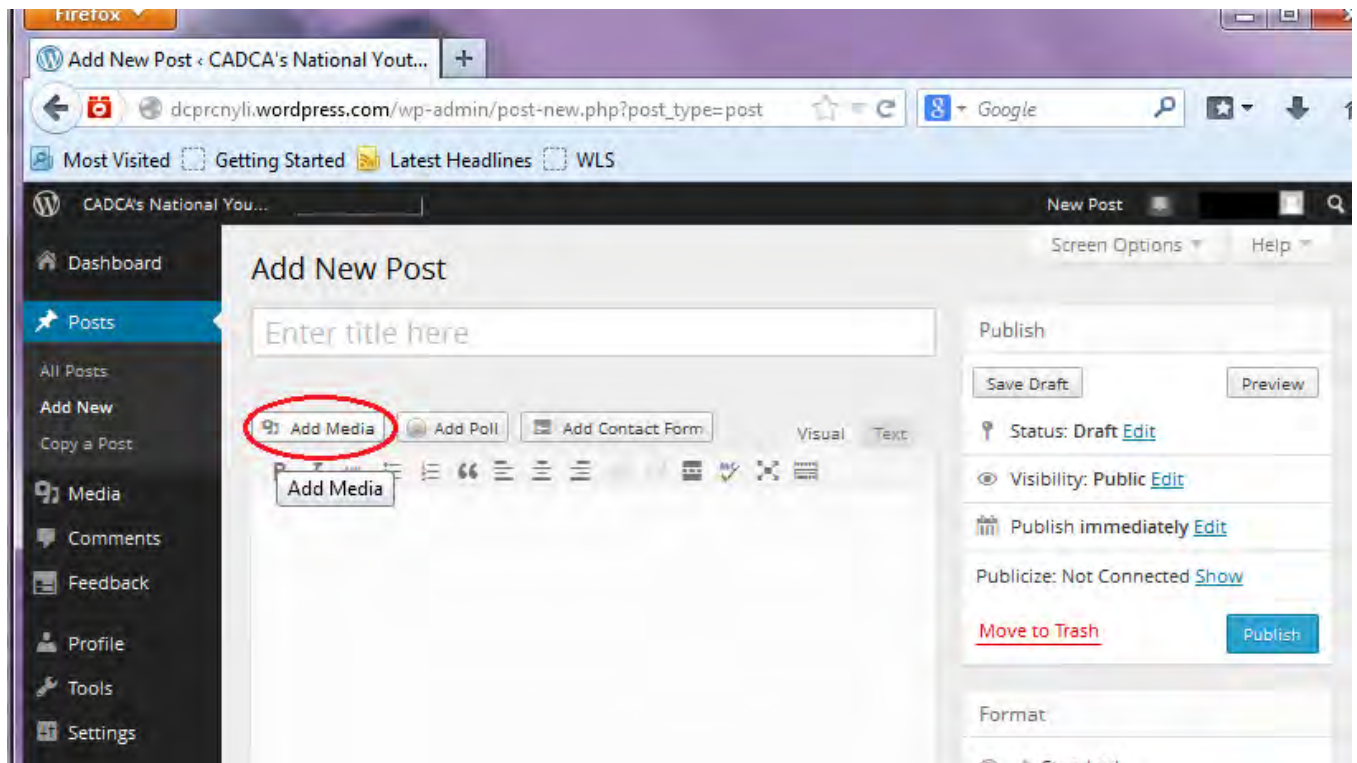 Firefox
Add New Post ‹ CADCA's National Yout...
dcprcnyli.wordpress.com/wp-admin/post-new.php?post_type=post
Google
Most Visited Getting Started Latest Headlines WLS
CADCA's National You... New Post
Screen Options Help
Dashboard
Add New Post
Posts
Enter title here
Publish
All Posts
Save Draft Preview
Add New
Add Media Add Poll Add Contact Form Visual Text
Status: Draft Edit
Copy a Post
Add Media
Visibility: Public Edit
Media
Publish immediately Edit
Comments
Publicize: Not Connected Show
Feedback
Move to Trash Publish
Profile
Tools
Format
Settings